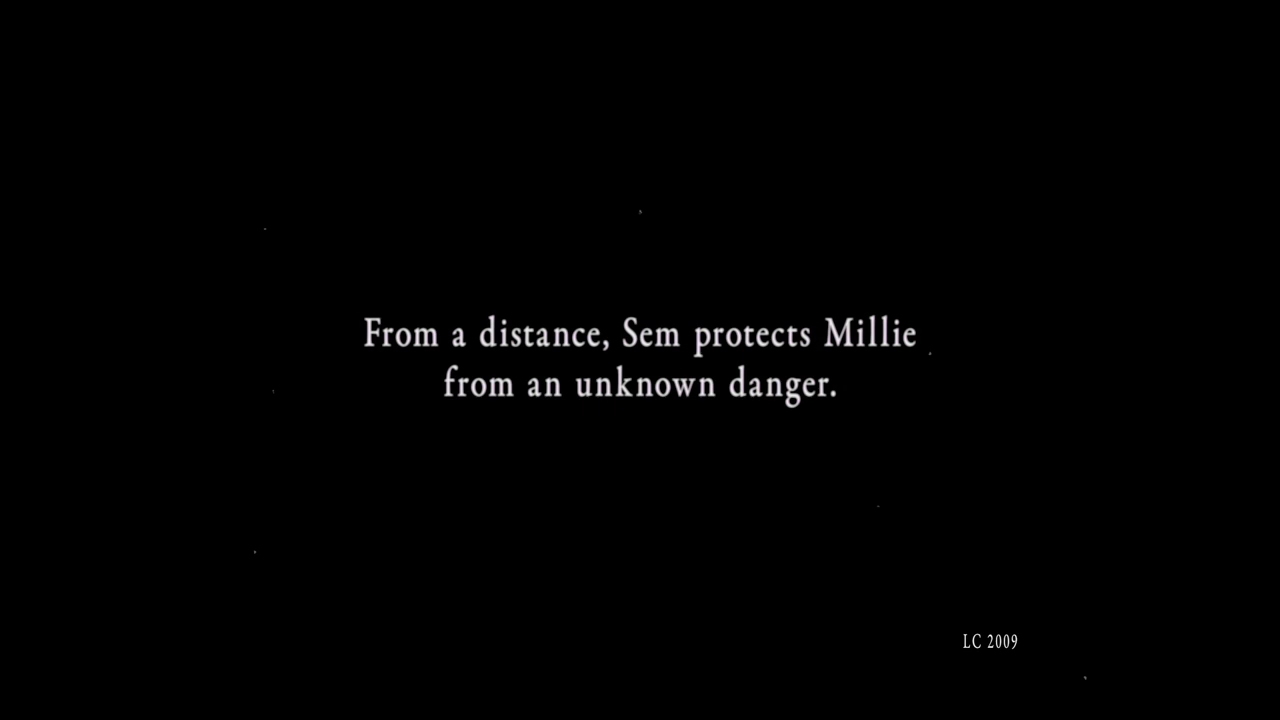 From a distance, Sem protects Millie
from an unknown danger.
LC 2009